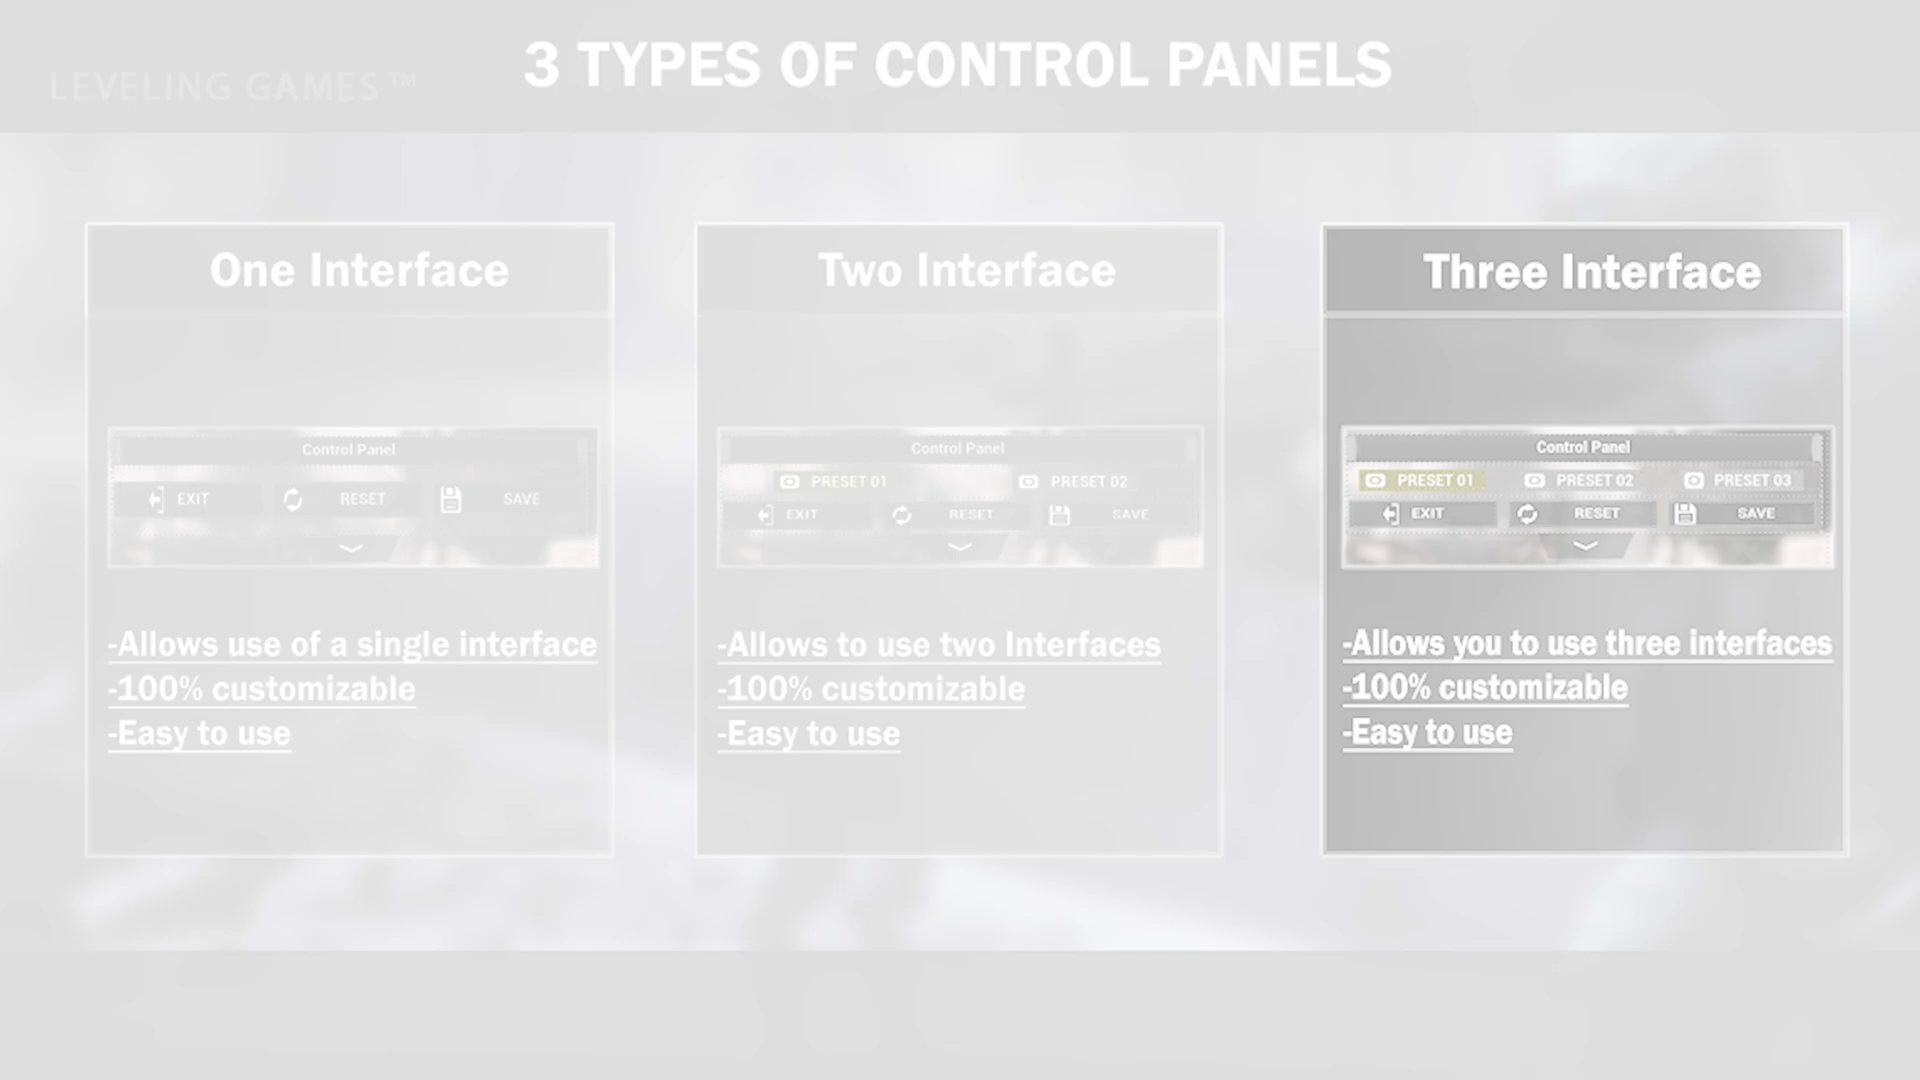 3 TYPES OF CONTROL PANELS
LEVELING GAMES™
One Interface
Control Panel
EXIT RESET SAVE
-Allows use of a single interface
-100% customizable
-Easy to use
Two Interface
Control Panel
PRESET 01 PRESET 02
EXIT RESET SAVE
-Allows to use two Interfaces
-100% customizable
-Easy to use
Three Interface
Control Panel
PRESET 01 PRESET 02 PRESET 03
EXIT RESET SAVE
-Allows you to use three interfaces
-100% customizable
-Easy to use